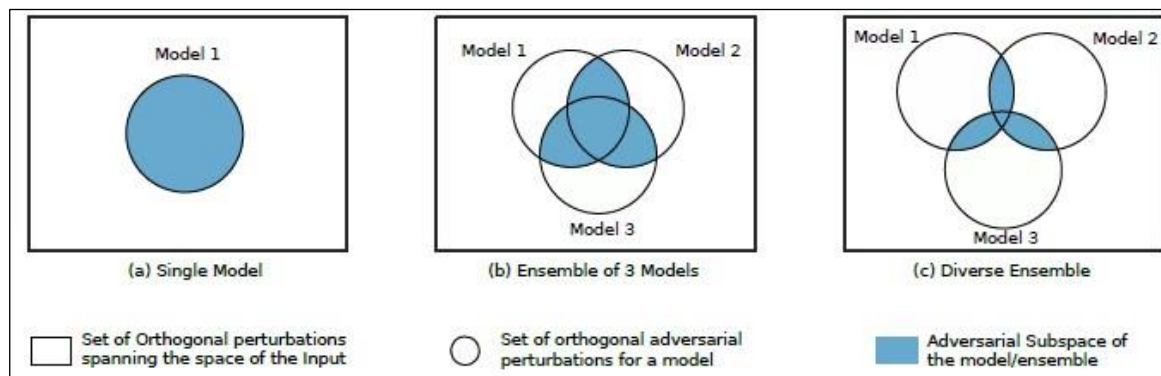 Model 1
(a) Single Model
Model 1
Model 2
Model 3
(b) Ensemble of 3 Models
Model 1
Model 2
Model 3
(c) Diverse Ensemble
Set of Orthogonal perturbations
spanning the space of the Input
Set of orthogonal adversarial
perturbations for a model
Adversarial Subspace of
the model/ensemble